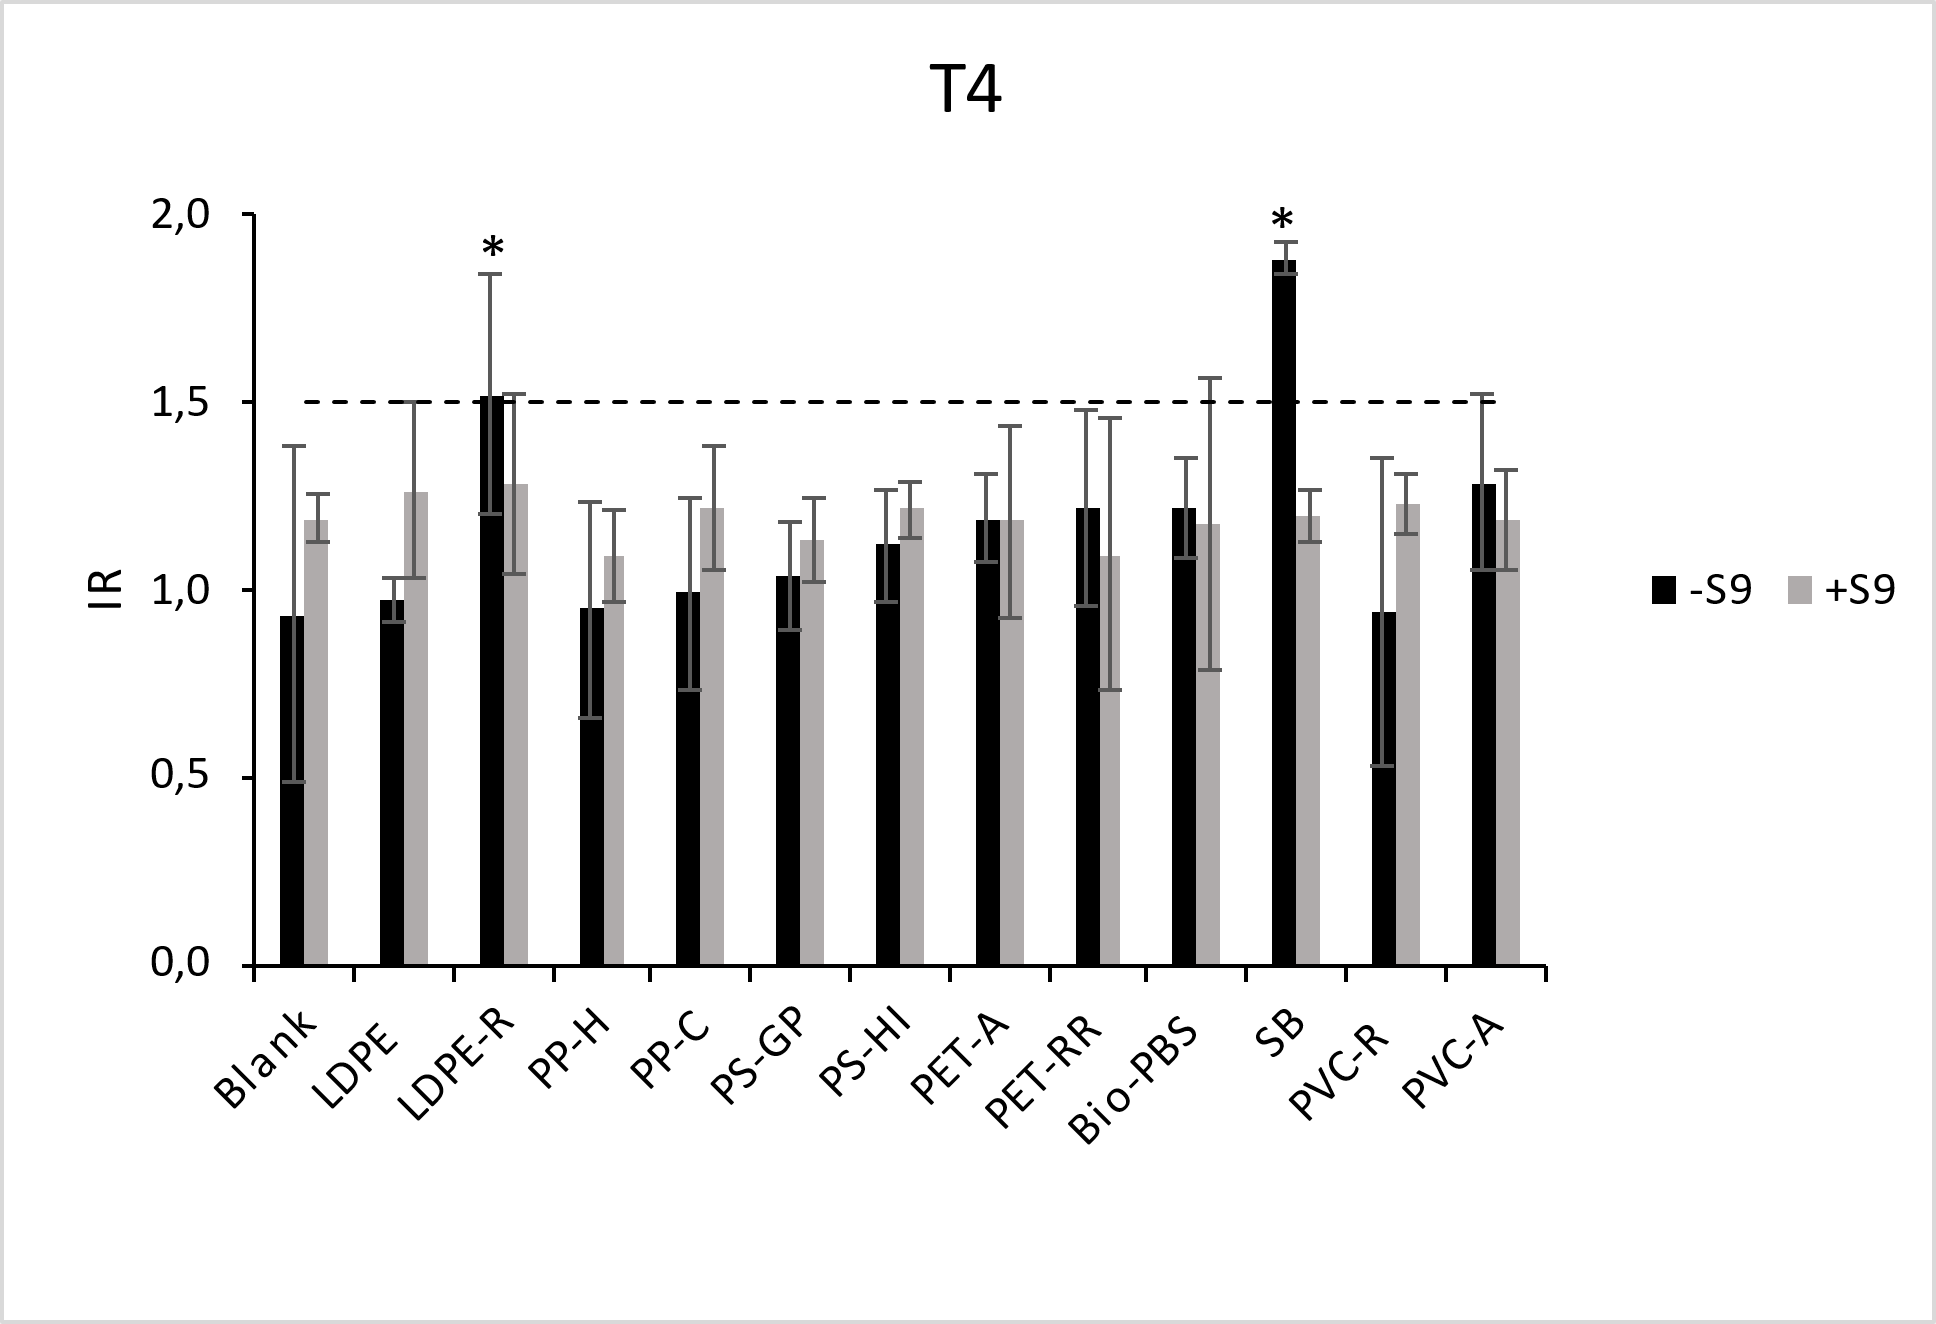 T4
2,0
1,5
1,0
0,5
0,0
IR
* *
Blank LDPE LDPE-R PP-H PP-C PS-GP PS-HI PET-A PET-RR Bio-PBS SB PVC-R PVC-A
-S9 +S9